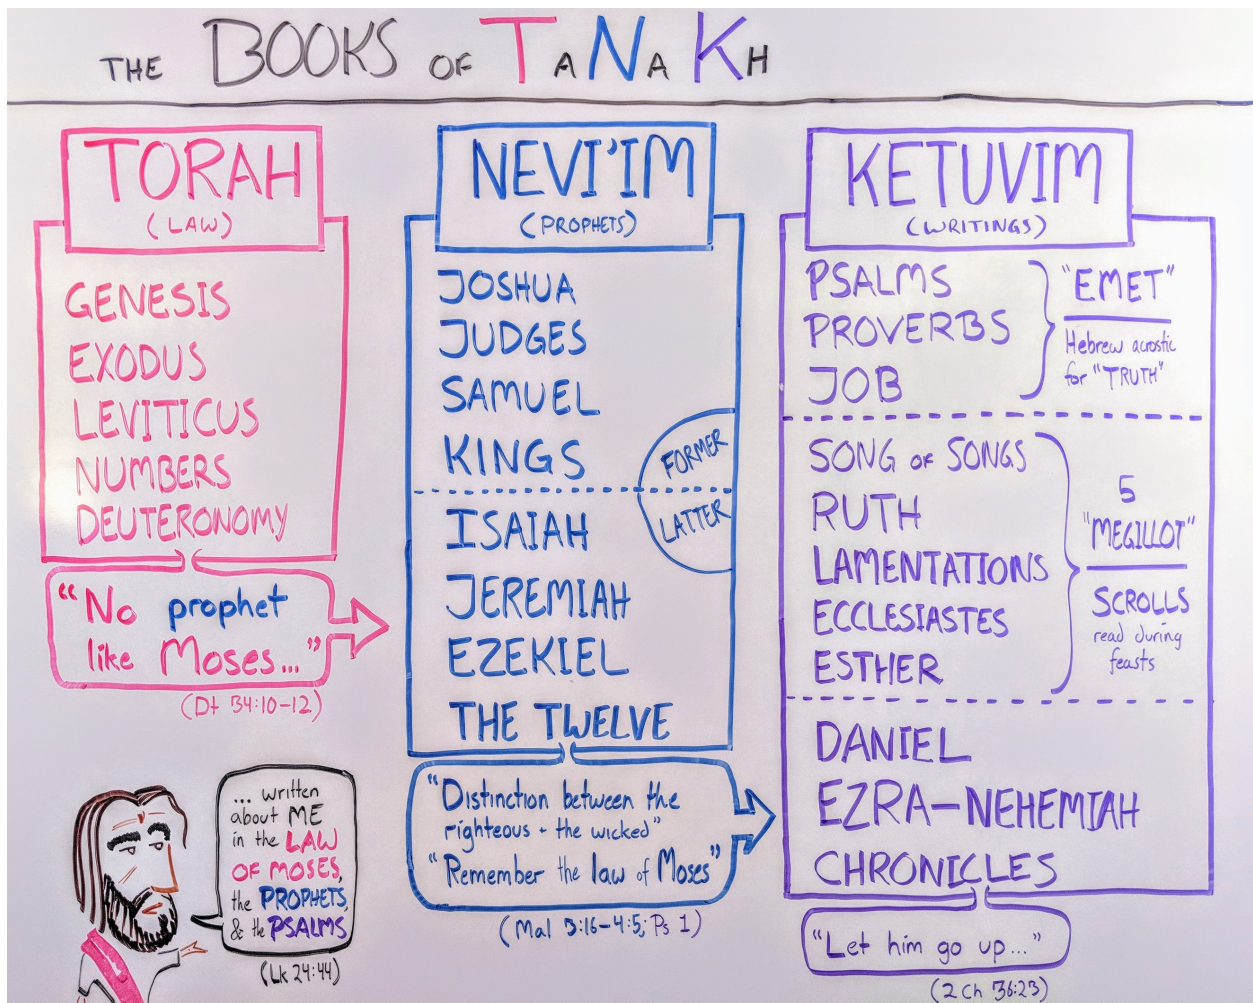 THE BOOKS OF TANAKH
TORAH
(LAW)
GENESIS
EXODUS
LEVITICUS
NUMBERS
DEUTERONOMY
"No prophet
like Moses..."
(Dt 34:10-12)
NEVI'IM
(PROPHETS)
JOSHUA
JUDGES
SAMUEL
KINGS
FORMER
LATTER
ISAIAH
JEREMIAH
EZEKIEL
THE TWELVE
"Distinction between the
righteous + the wicked"
"Remember the law of Moses"
(Mal 3:16-4:5; Ps 1)
KETUVIM
(WRITINGS)
PSALMS
PROVERBS
JOB
"EMET"
Hebrew acrostic
for "TRUTH"
SONG OF SONGS
RUTH
LAMENTATIONS
ECCLESIASTES
ESTHER
5
"MEGILLOT"
SCROLLS
read during
feasts
DANIEL
EZRA-NEHEMIAH
CHRONICLES
"Let him go up..."
(2 Ch 36:23)
... written
about ME
in the LAW
OF MOSES,
the PROPHETS,
& the PSALMS
(Lk 24:44)